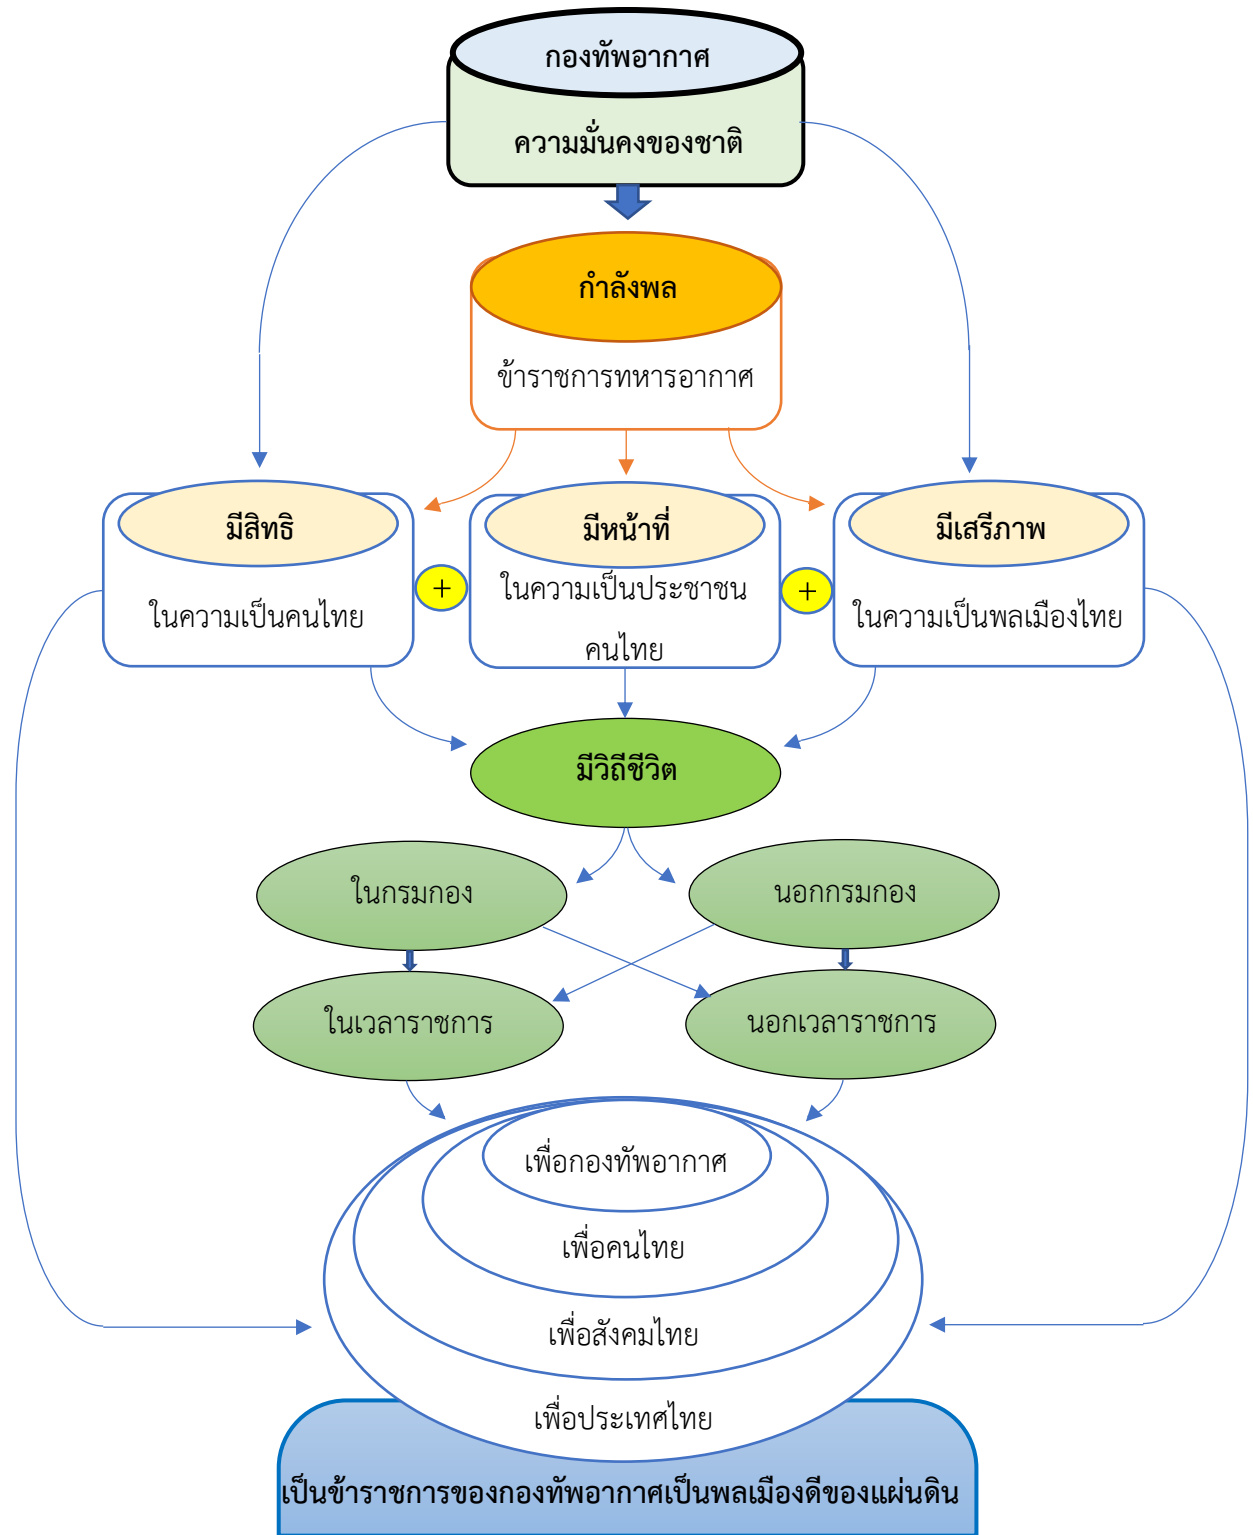 กองทัพอากาศ
ความมั่นคงของชาติ
กำลังพล
ข้าราชการทหารอากาศ
มีสิทธิ
ในความเป็นคนไทย
+
มีหน้าที่
ในความเป็นประชาชน
คนไทย
+
มีเสรีภาพ
ในความเป็นพลเมืองไทย
มีวิถีชีวิต
ในกรมกอง
นอกกรมกอง
ในเวลาราชการ
นอกเวลาราชการ
เพื่อกองทัพอากาศ
เพื่อคนไทย
เพื่อสังคมไทย
เพื่อประเทศไทย
เป็นข้าราชการของกองทัพอากาศเป็นพลเมืองดีของแผ่นดิน